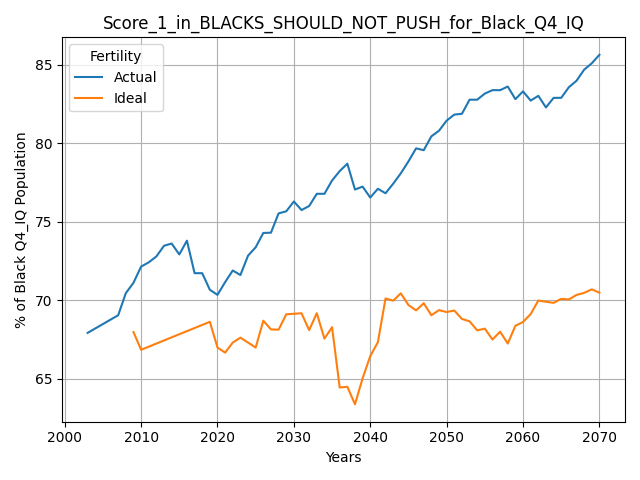 Score_1_in_BLACKS_SHOULD_NOT_PUSH_for_Black_Q4_IQ
Fertility
Actual
Ideal
% of Black Q4_IQ Population
85
80
75
70
65
2000
2010
2020
2030
2040
2050
2060
2070
Years